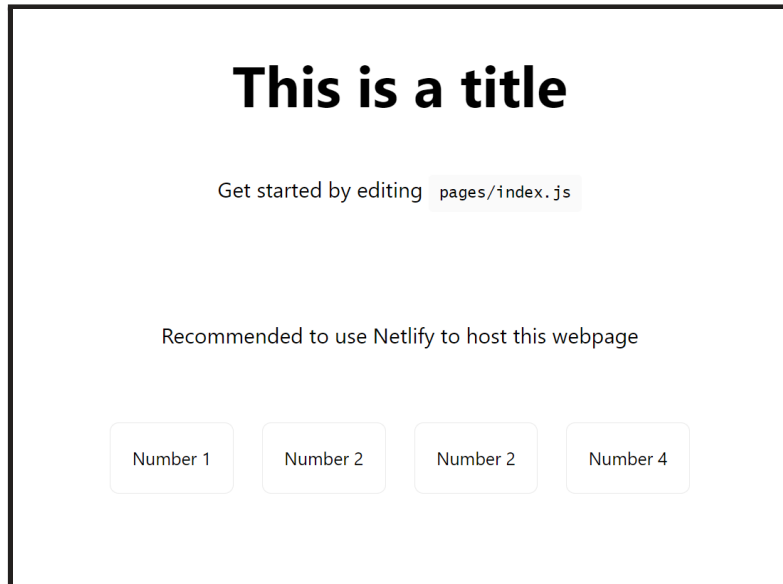 This is a title
Get started by editing pages/index.js
Recommended to use Netlify to host this webpage
Number 1 Number 2 Number 2 Number 4